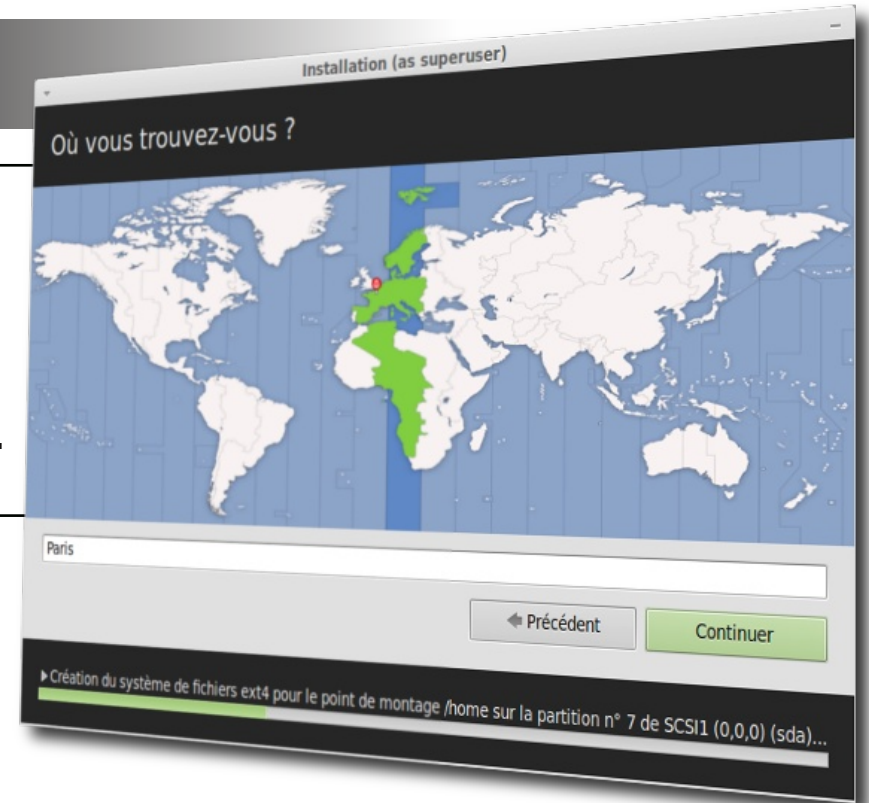 Installation (as superuser)
Où vous trouvez-vous ?
Paris
Précédent
Continuer
Création du système de fichiers ext4 pour le point de montage /home sur la partition n° 7 de SCSI1 (0,0,0) (sda)...